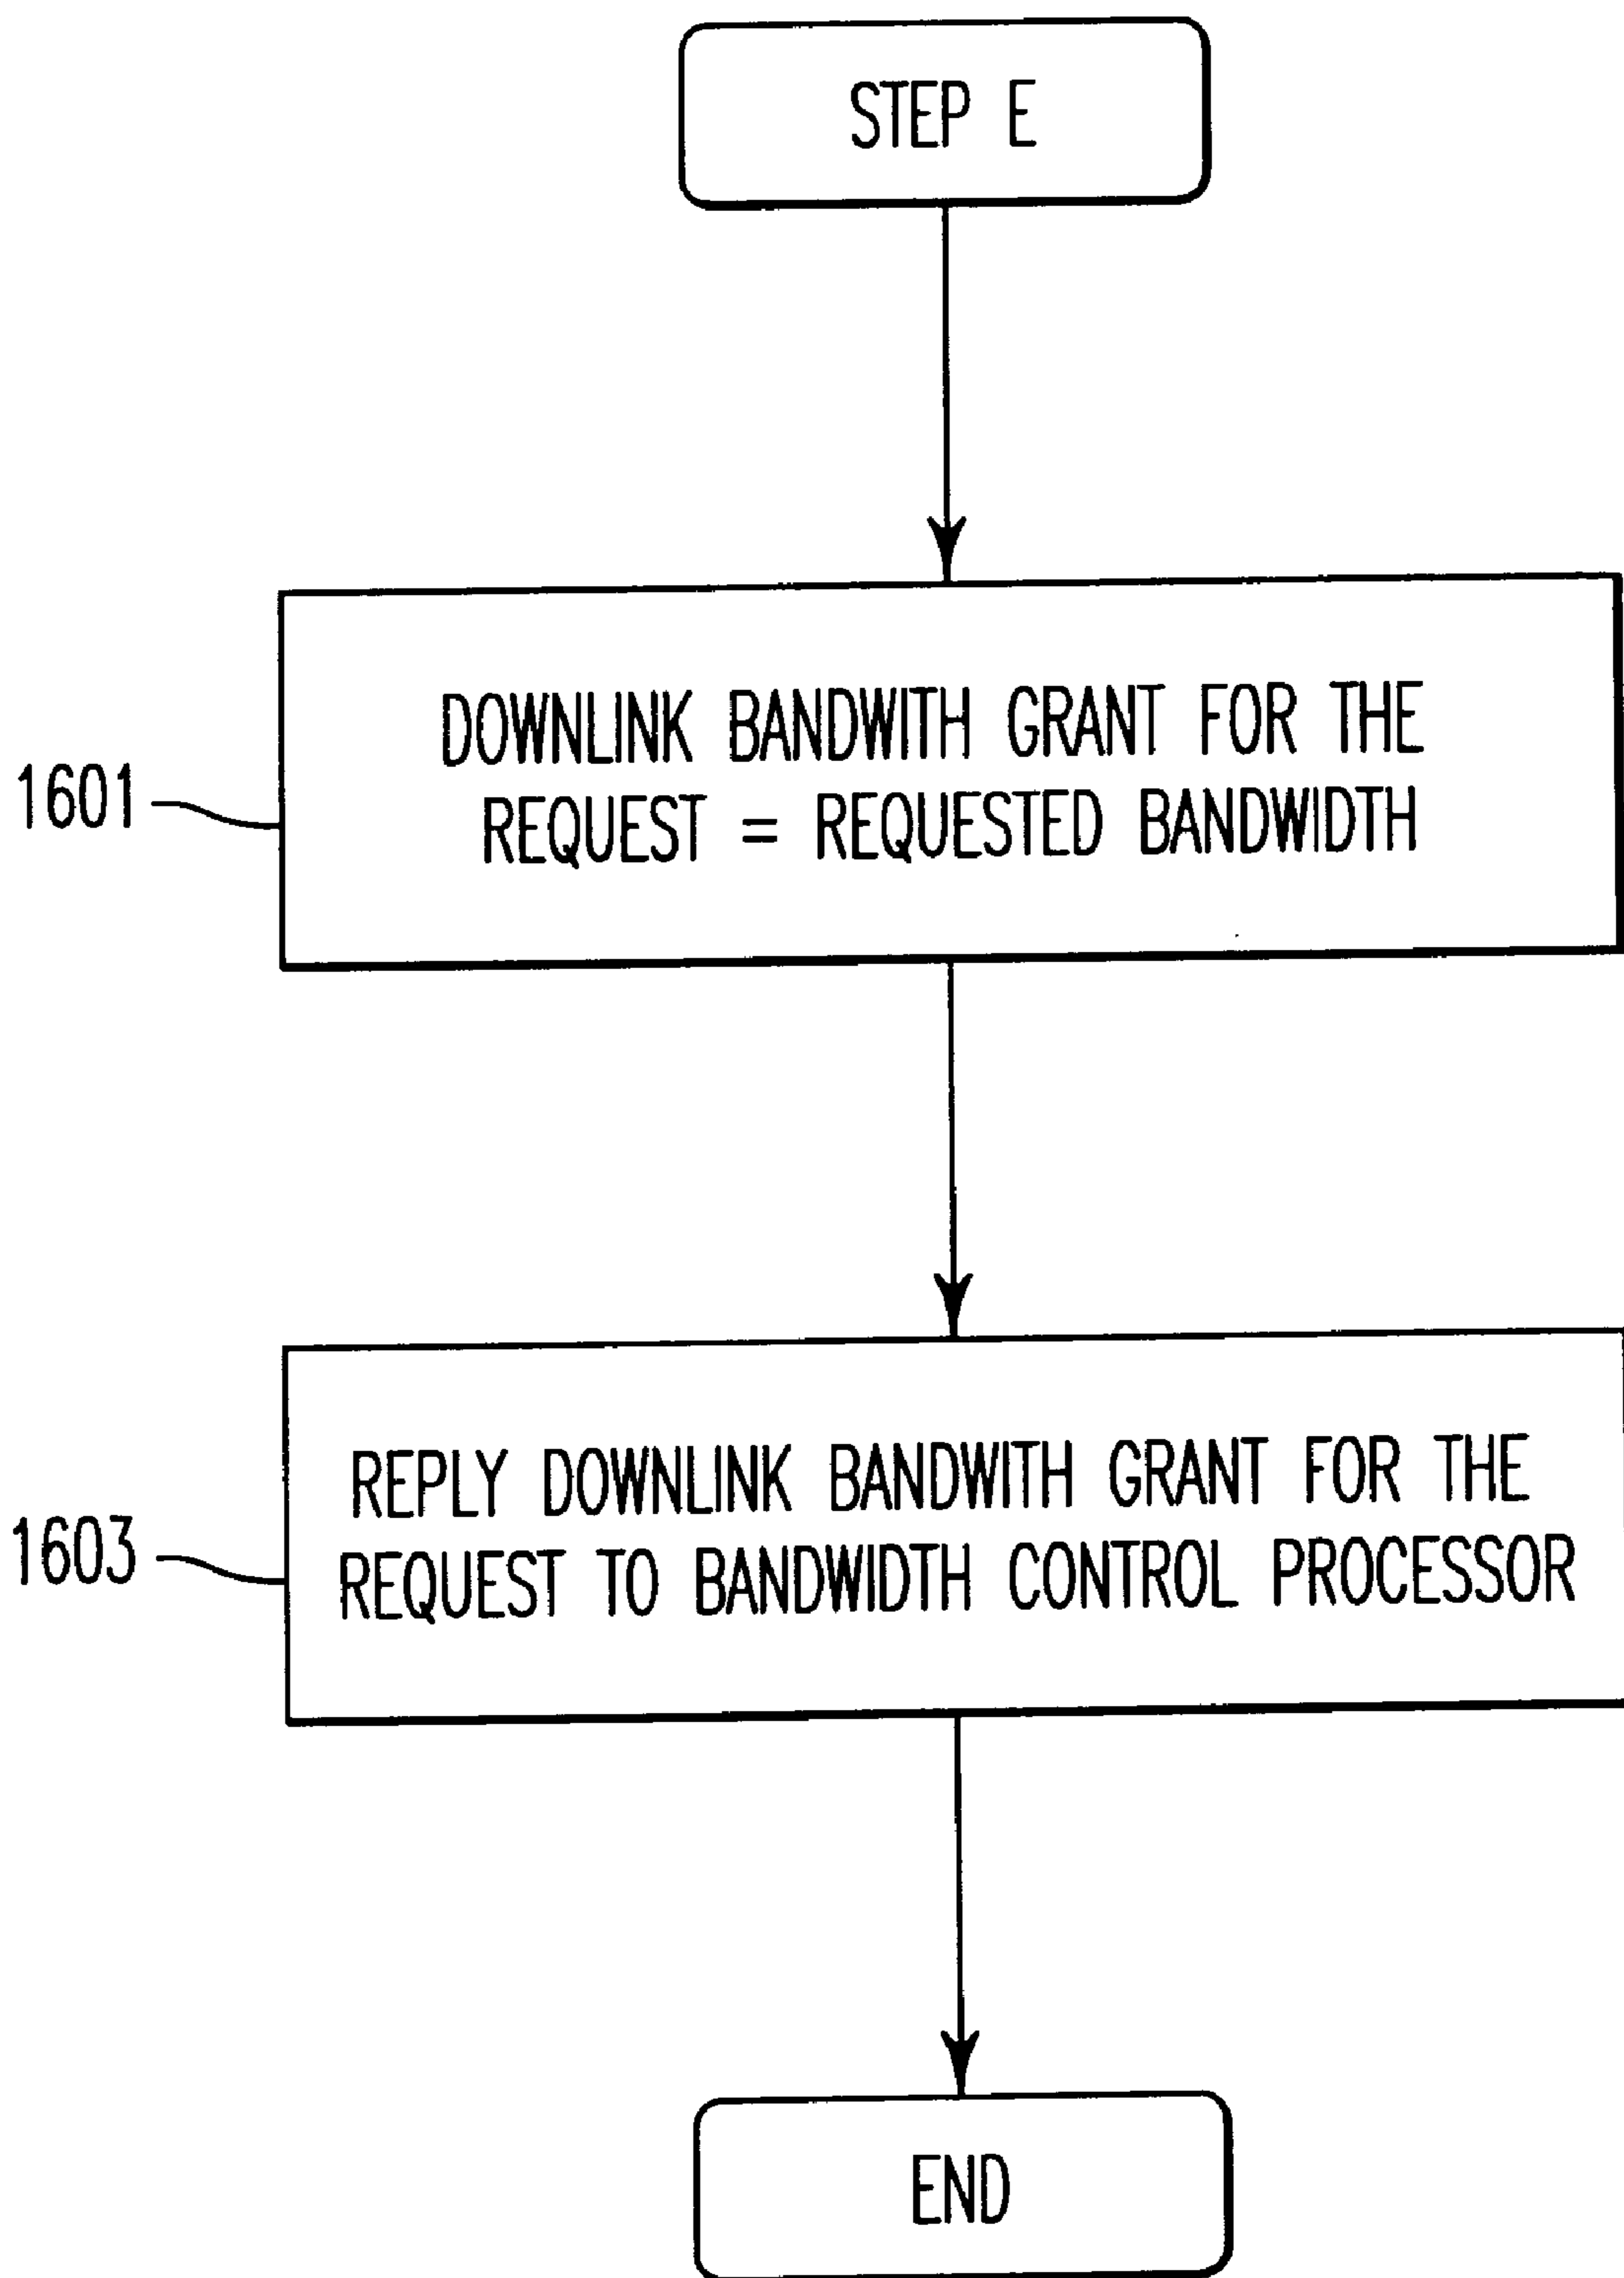 STEP E
DOWNLINK BANDWITH GRANT FOR THE
REQUEST = REQUESTED BANDWIDTH
1601
REPLY DOWNLINK BANDWITH GRANT FOR THE
REQUEST TO BANDWIDTH CONTROL PROCESSOR
1603
END